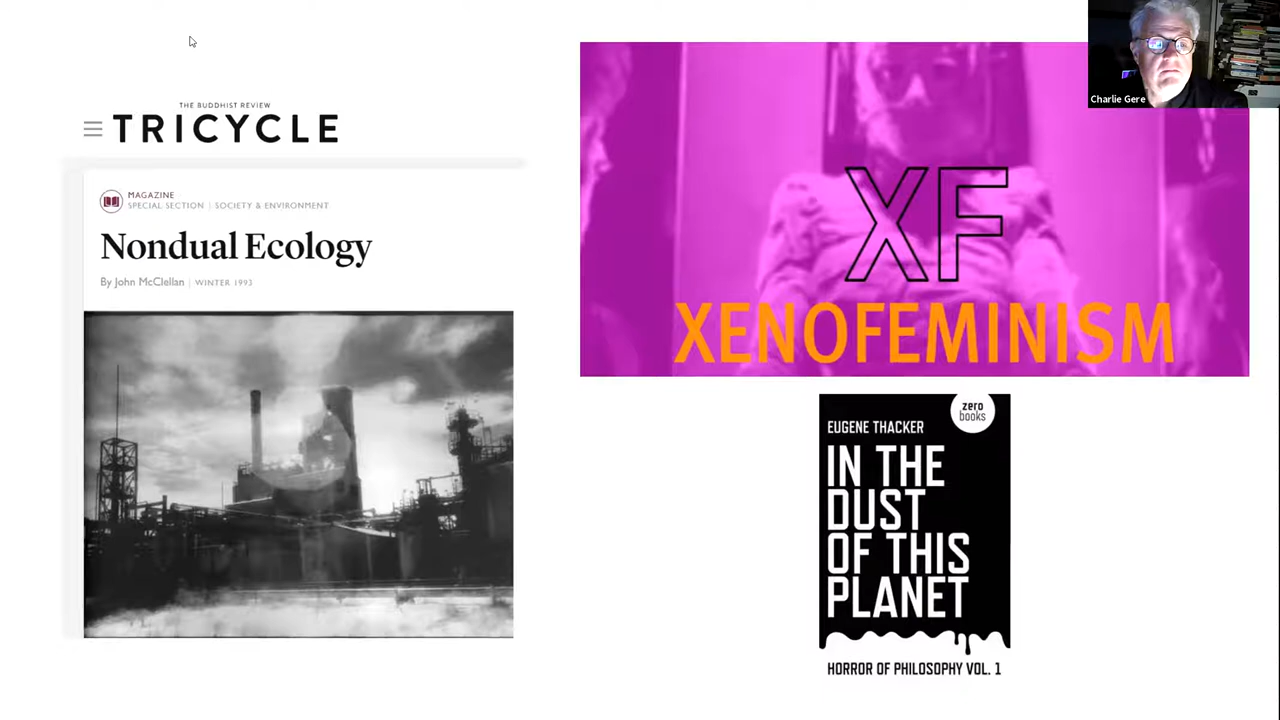 THE BUDDHIST REVIEW
TRICYCLE
MAGAZINE
SPECIAL SECTION | SOCIETY & ENVIRONMENT
Nondual Ecology
By John McClellan | WINTER 1993
XF
XENOFEMINISM
Charlie Gere
zero
books
EUGENE THACKER
IN THE
DUST
OF THIS
PLANET
HORROR OF PHILOSOPHY VOL. 1